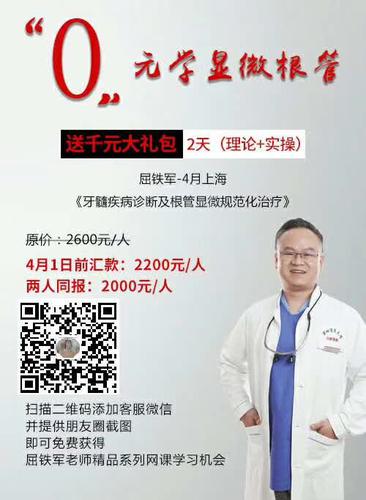 “0”元学显微根管
送千元大礼包 2天（理论+实操）
屈铁军-4月上海
《牙髓疾病诊断及根管显微规范化治疗》
原价：2600元/人
4月1日前汇款：2200元/人
两人同报：2000元/人
扫描二维码添加客服微信
并提供朋友圈截图
即可免费获得
屈铁军老师精品系列网课学习机会